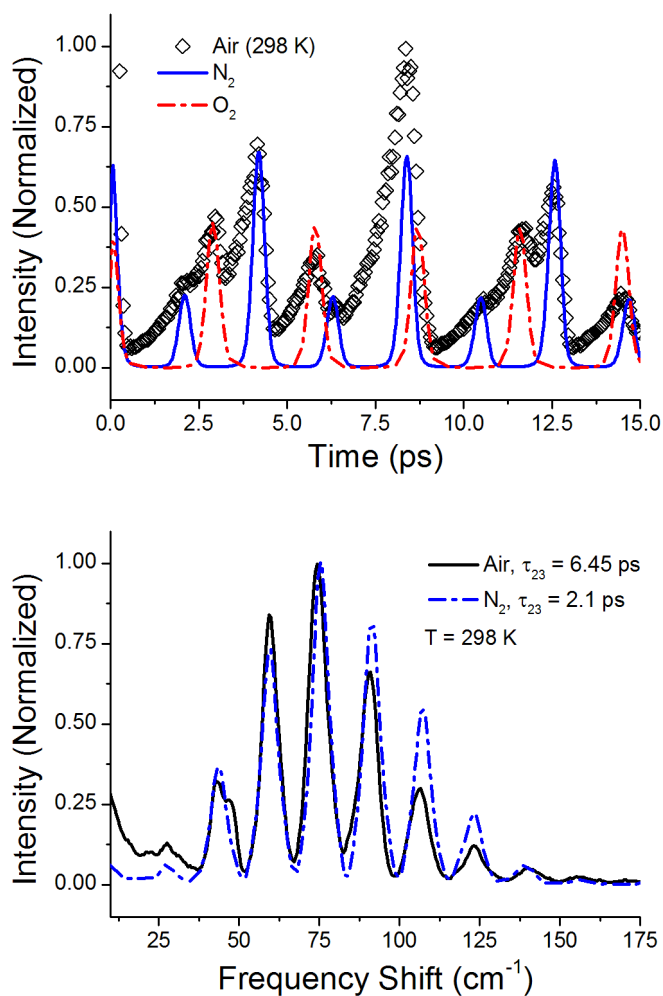 1.00
0.75
0.50
0.25
0.00
Intensity (Normalized)
Air (298 K)
N₂
O₂
0.0 2.5 5.0 7.5 10.0 12.5 15.0
Time (ps)
1.00
0.75
0.50
0.25
0.00
Intensity (Normalized)
Air, τ₂₃ = 6.45 ps
N₂, τ₂₃ = 2.1 ps
T = 298 K
25 50 75 100 125 150 175
Frequency Shift (cm⁻¹)